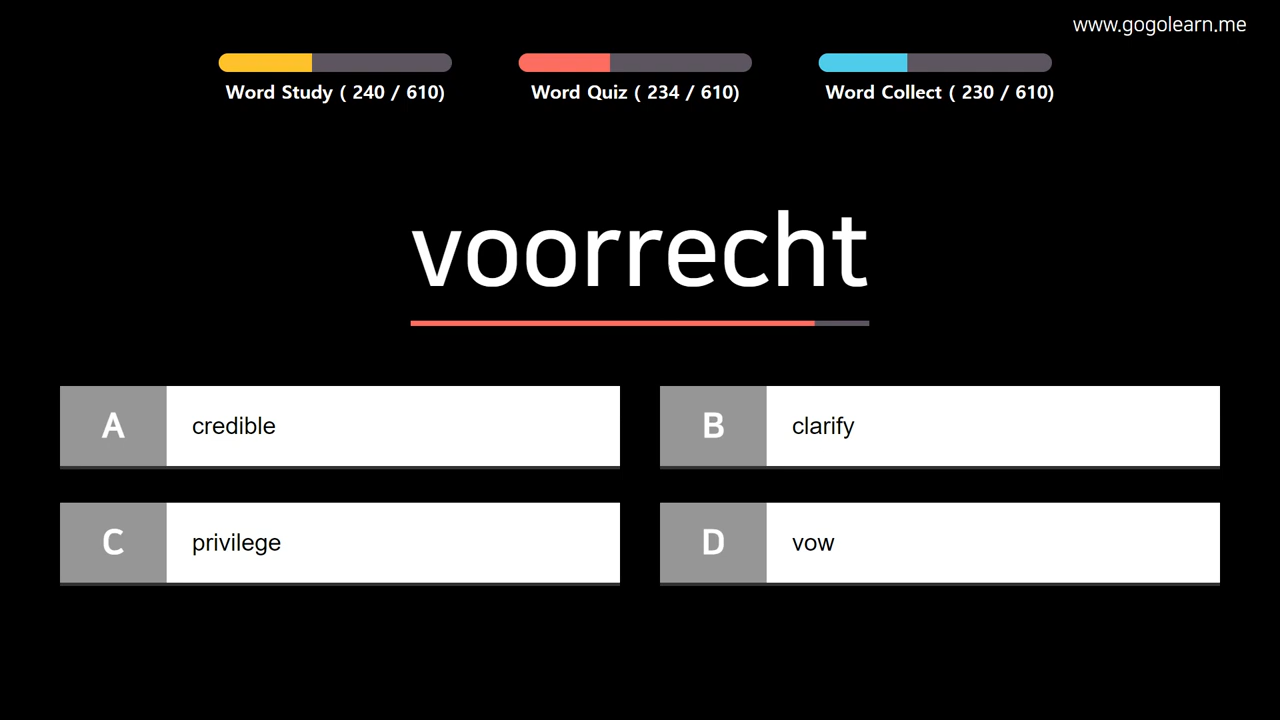 www.gogolearn.me
Word Study ( 240 / 610)
Word Quiz ( 234 / 610)
Word Collect ( 230 / 610)
voorrecht
A credible
B clarify
C privilege
D vow